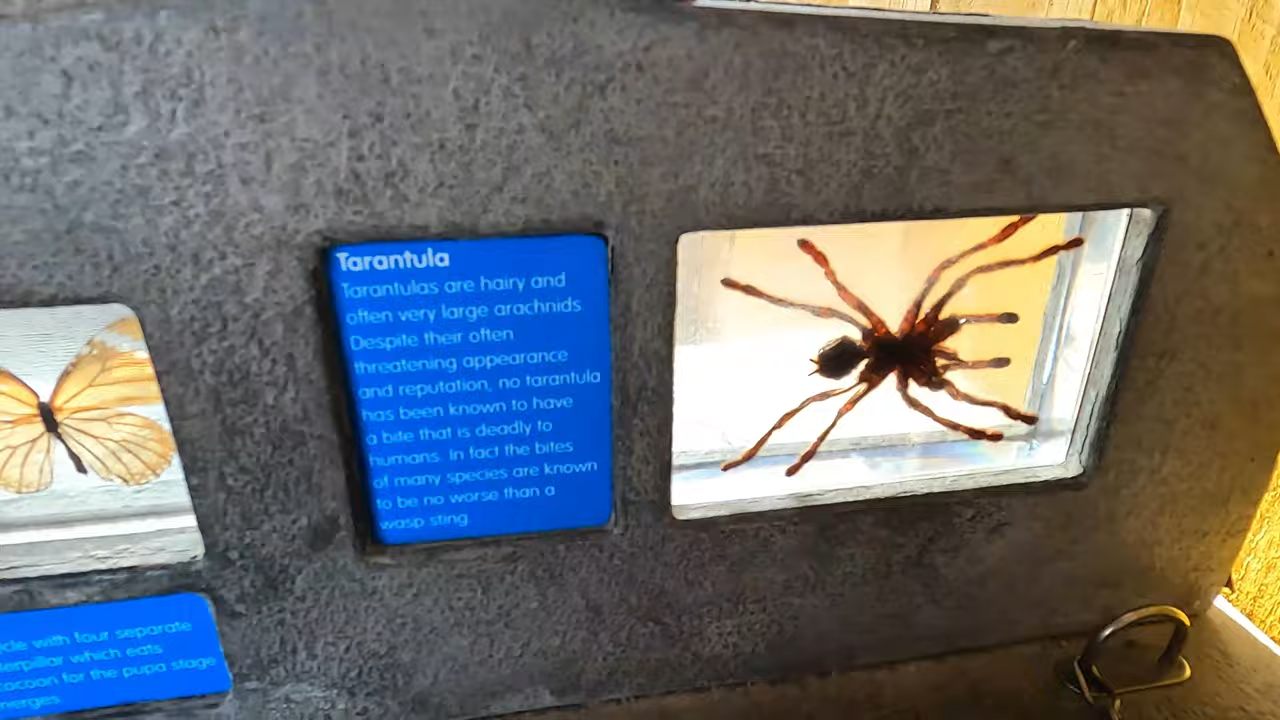 Tarantula
Tarantulas are hairy and
often very large arachnids
Despite their often
threatening appearance
and reputation, no tarantula
has been known to have
a bite that is deadly to
humans. In fact the bites
of many species are known
to be no worse than a
wasp sting
with four separate
which eats
cocoon for the pupa stage